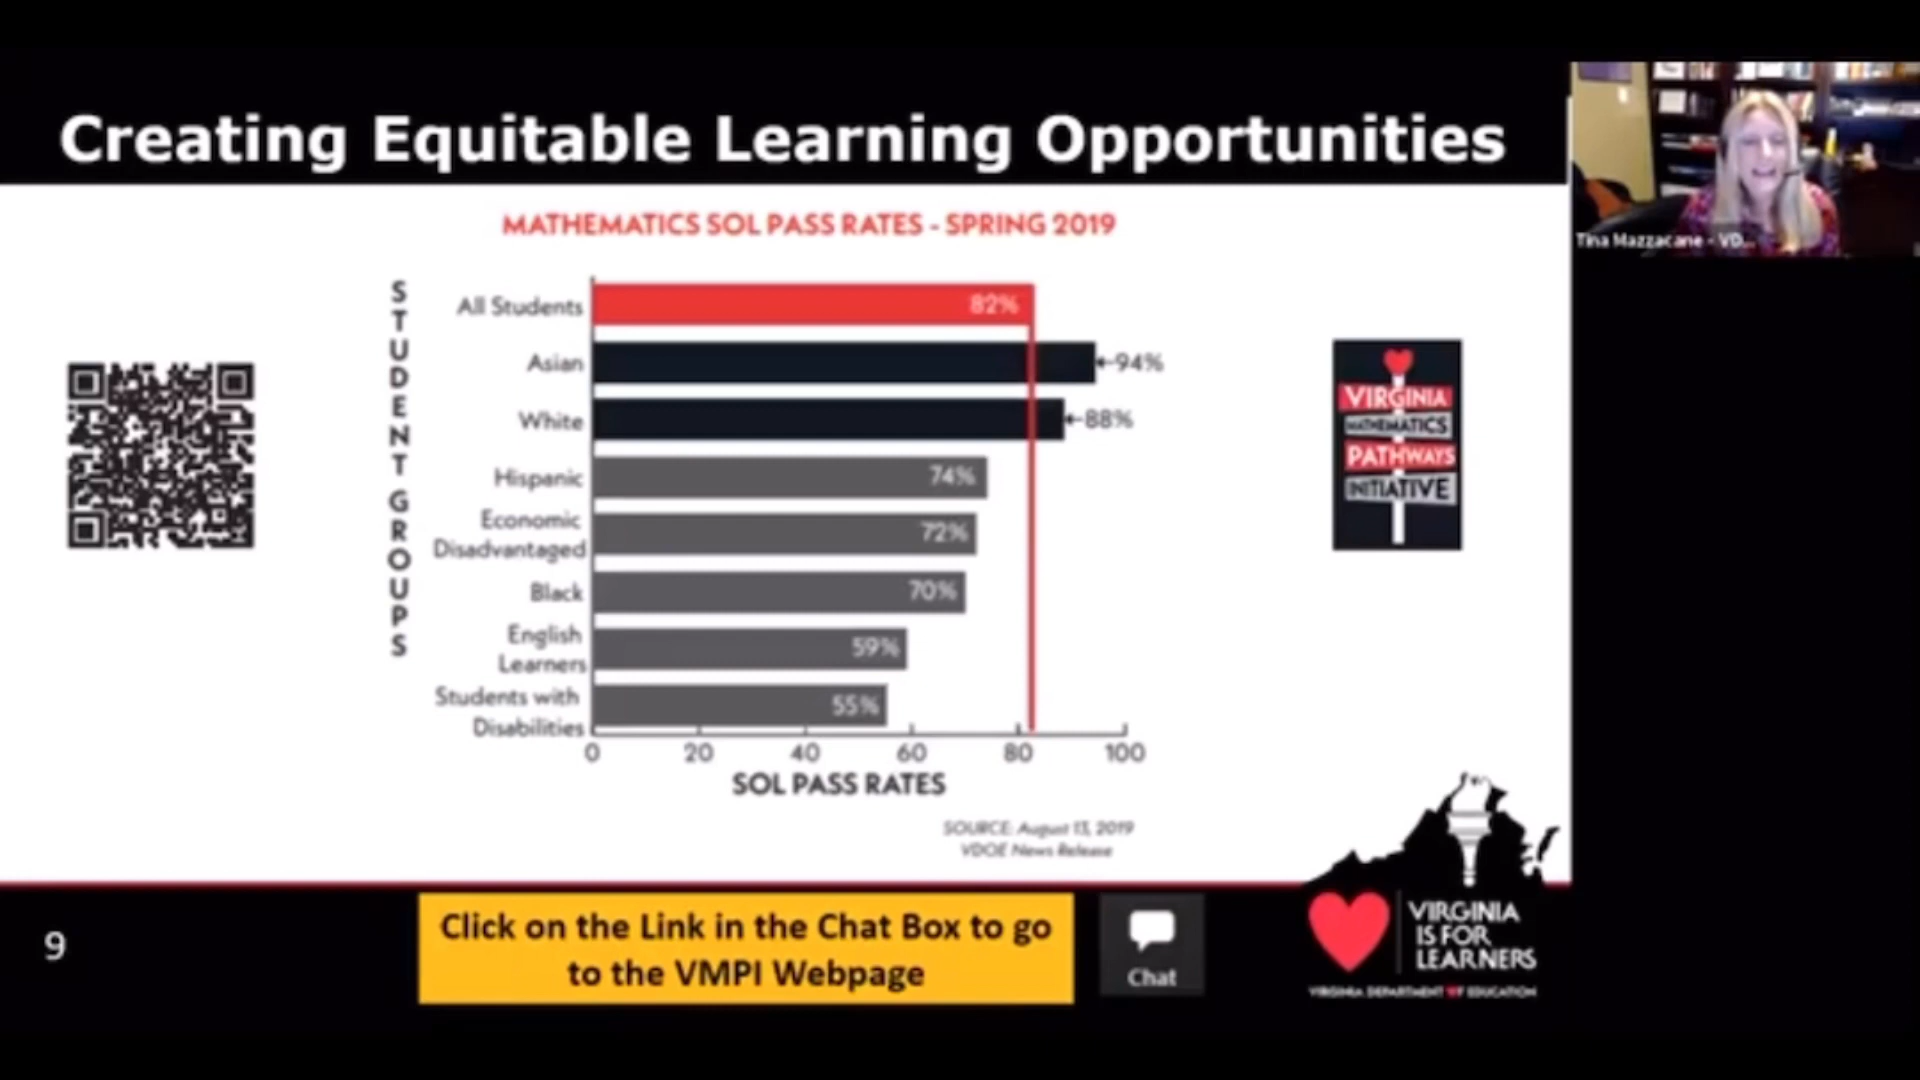 Creating Equitable Learning Opportunities
Tina Mazzacane - VD...
MATHEMATICS SOL PASS RATES - SPRING 2019
STUDENT GROUPS
All Students 82%
Asian 94%
White 88%
Hispanic 74%
Economic
Disadvantaged 72%
Black 70%
English
Learners 59%
Students with
Disabilities 55%
0 20 40 60 80 100
SOL PASS RATES
SOURCE: August 13, 2019
VDOE News Release
VIRGINIA
MATHEMATICS
PATHWAYS
INITIATIVE
9
Click on the Link in the Chat Box to go
to the VMPI Webpage
Chat
VIRGINIA
IS FOR
LEARNERS
VIRGINIA DEPARTMENT OF EDUCATION